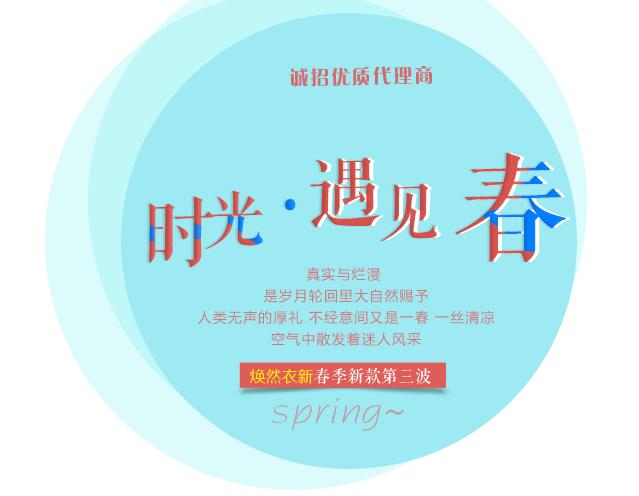 诚招优质代理商
时光·遇见春
真实与烂漫
是岁月轮回里大自然赐予
人类无声的厚礼 不经意间又是一春 一丝清凉
空气中散发着迷人风采
焕然衣新春季新款第三波
spring~